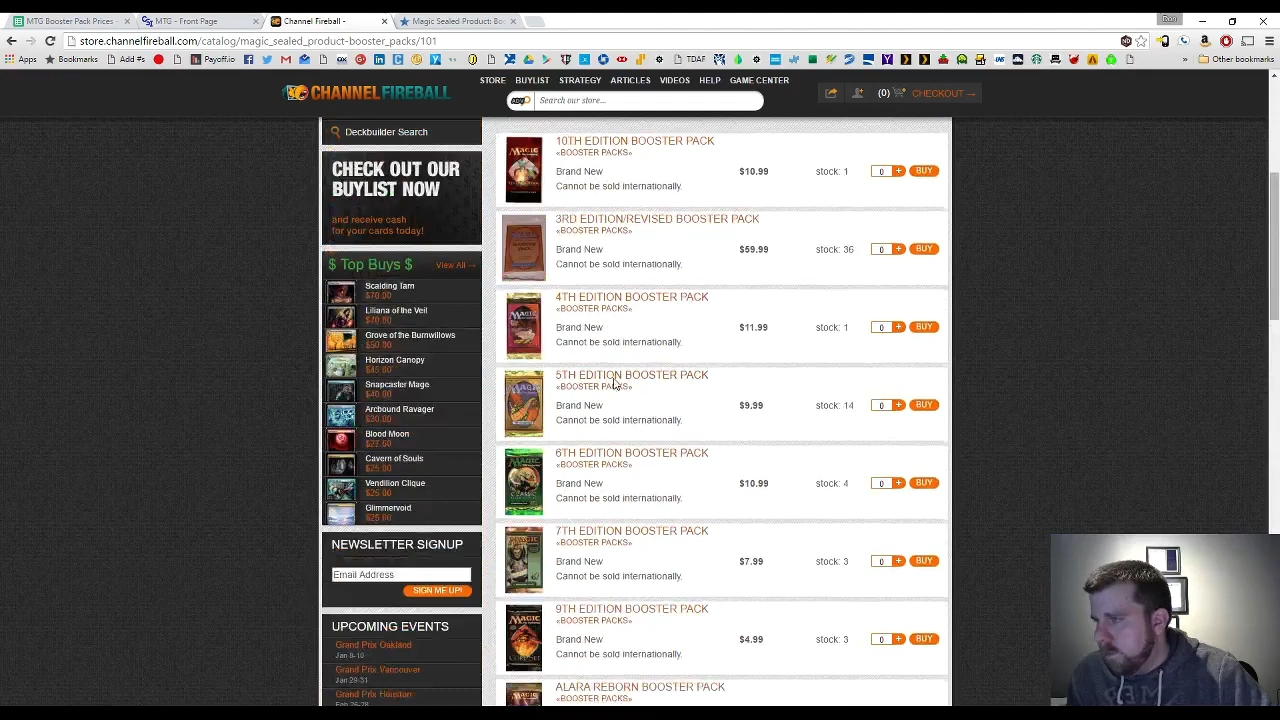 MTG Booster Pack Prices -
MTG - Front Page
Channel Fireball -
Magic Sealed Product: Bo
store.channelfireball.com/catalog/magic_sealed_product-booster_packs/101
Apps
Bookmarks
Add #s
Payoff.io
TDAF
Other bookmarks
CHANNELFIREBALL
STORE BUYLIST STRATEGY ARTICLES VIDEOS HELP GAME CENTER
ADV
Search our store...
(0)
CHECKOUT →
Deckbuilder Search
CHECK OUT OUR
BUYLIST NOW
and receive cash
for your cards today!
$ Top Buys $
View All →
Scalding Tarn
$70.00
Liliana of the Veil
$70.00
Grove of the Burnwillows
$50.00
Horizon Canopy
$45.00
Snapcaster Mage
$40.00
Arcbound Ravager
$30.00
Blood Moon
$27.50
Cavern of Souls
$25.00
Vendilion Clique
$25.00
Glimmervoid
$25.00
NEWSLETTER SIGNUP
Email Address
SIGN ME UP!
UPCOMING EVENTS
Grand Prix Oakland
Jan 8-10
Grand Prix Vancouver
Jan 29-31
Grand Prix Houston
Feb 26-28
10TH EDITION BOOSTER PACK
«BOOSTER PACKS»
Brand New $10.99 stock: 1 0 + BUY
Cannot be sold internationally.
3RD EDITION/REVISED BOOSTER PACK
«BOOSTER PACKS»
Brand New $59.99 stock: 36 0 + BUY
Cannot be sold internationally.
4TH EDITION BOOSTER PACK
«BOOSTER PACKS»
Brand New $11.99 stock: 1 0 + BUY
Cannot be sold internationally.
5TH EDITION BOOSTER PACK
«BOOSTER PACKS»
Brand New $9.99 stock: 14 0 + BUY
Cannot be sold internationally.
6TH EDITION BOOSTER PACK
«BOOSTER PACKS»
Brand New $10.99 stock: 4 0 + BUY
Cannot be sold internationally.
7TH EDITION BOOSTER PACK
«BOOSTER PACKS»
Brand New $7.99 stock: 3 0 + BUY
Cannot be sold internationally.
9TH EDITION BOOSTER PACK
«BOOSTER PACKS»
Brand New $4.99 stock: 3 0 + BUY
Cannot be sold internationally.
ALARA REBORN BOOSTER PACK
«BOOSTER PACKS»